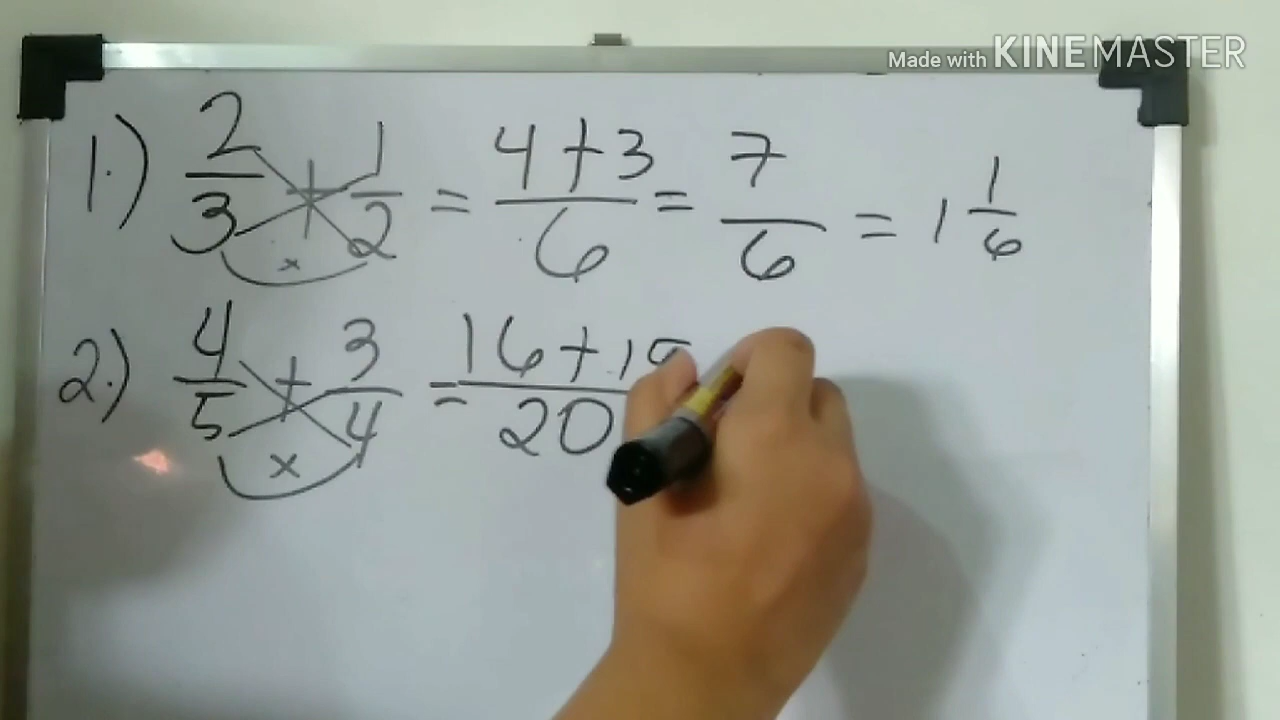 Made with KINEMASTER
1.) 2/3 + 1/2 = 4+3/6 = 7/6 = 1 1/6
x
2.) 4/5 + 3/4 = 16+15/20
x